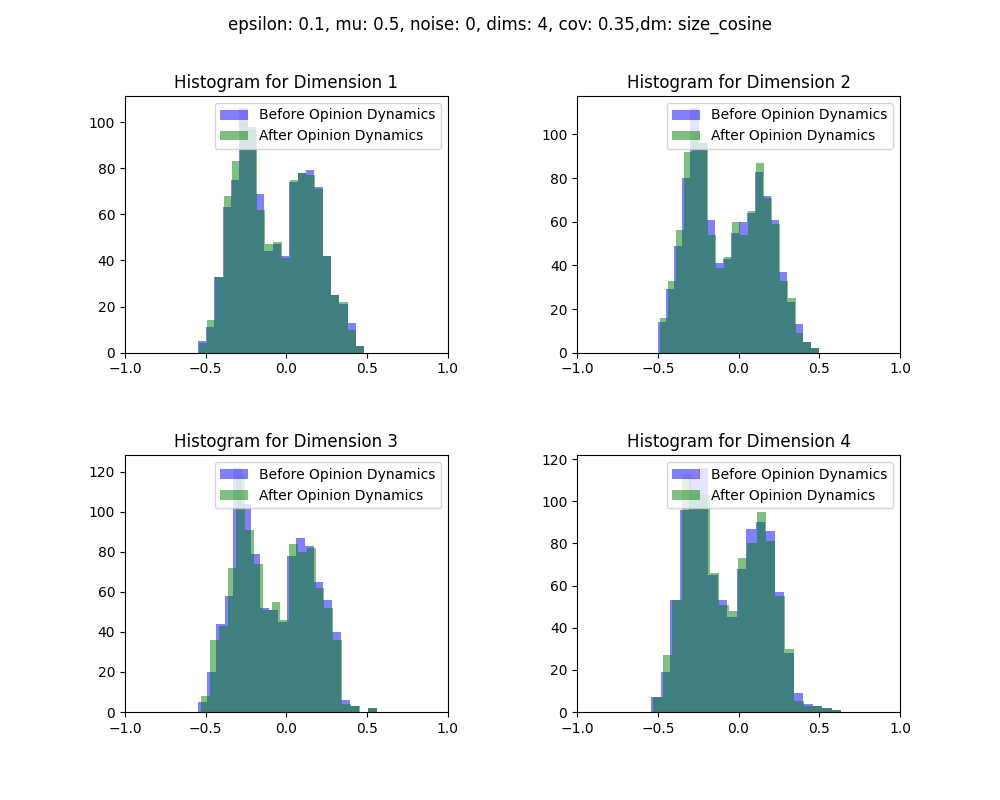 epsilon: 0.1, mu: 0.5, noise: 0, dims: 4, cov: 0.35,dm: size_cosine
Histogram for Dimension 1
Before Opinion Dynamics
After Opinion Dynamics
100
80
60
40
20
0
−1.0 −0.5 0.0 0.5 1.0
Histogram for Dimension 2
Before Opinion Dynamics
After Opinion Dynamics
100
80
60
40
20
0
−1.0 −0.5 0.0 0.5 1.0
Histogram for Dimension 3
Before Opinion Dynamics
After Opinion Dynamics
120
100
80
60
40
20
0
−1.0 −0.5 0.0 0.5 1.0
Histogram for Dimension 4
Before Opinion Dynamics
After Opinion Dynamics
120
100
80
60
40
20
0
−1.0 −0.5 0.0 0.5 1.0